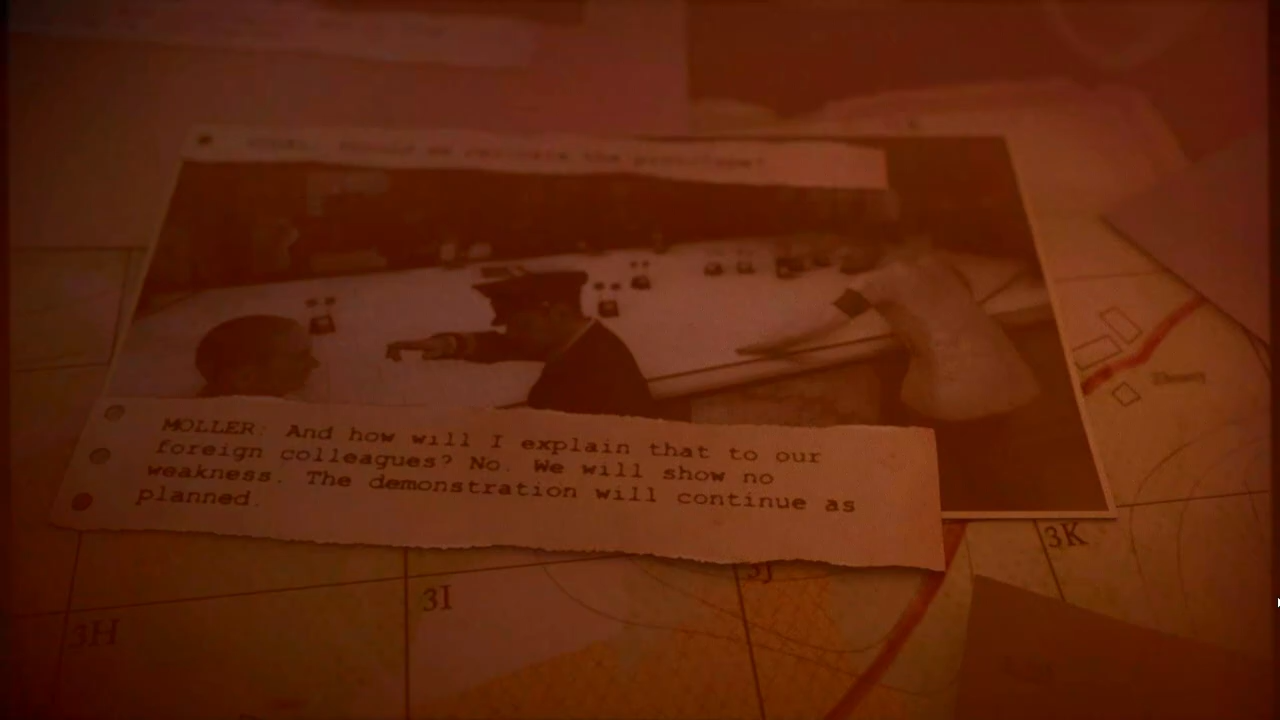 MOLLER: And how will I explain that to our
foreign colleagues? No. We will show no
weakness. The demonstration will continue as
planned.
3K
3J
3I
3H